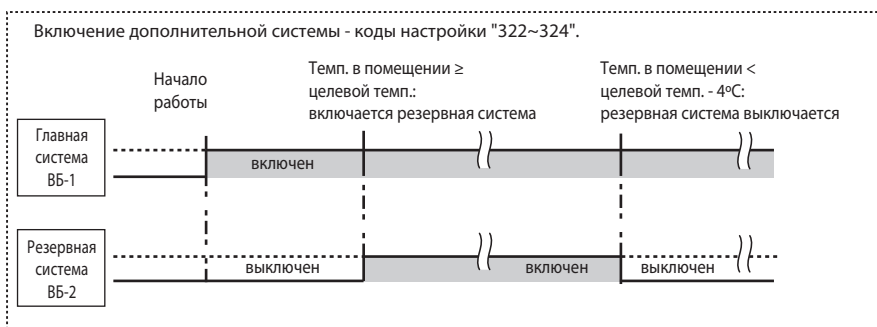 Включение дополнительной системы - коды настройки "322~324".
Начало
работы
Темп. в помещении ≥
целевой темп.:
включается резервная система
Темп. в помещении <
целевой темп. - 4ºC:
резервная система выключается
Главная
система
ВБ-1
включен
Резервная
система
ВБ-2
выключен
включен
выключен